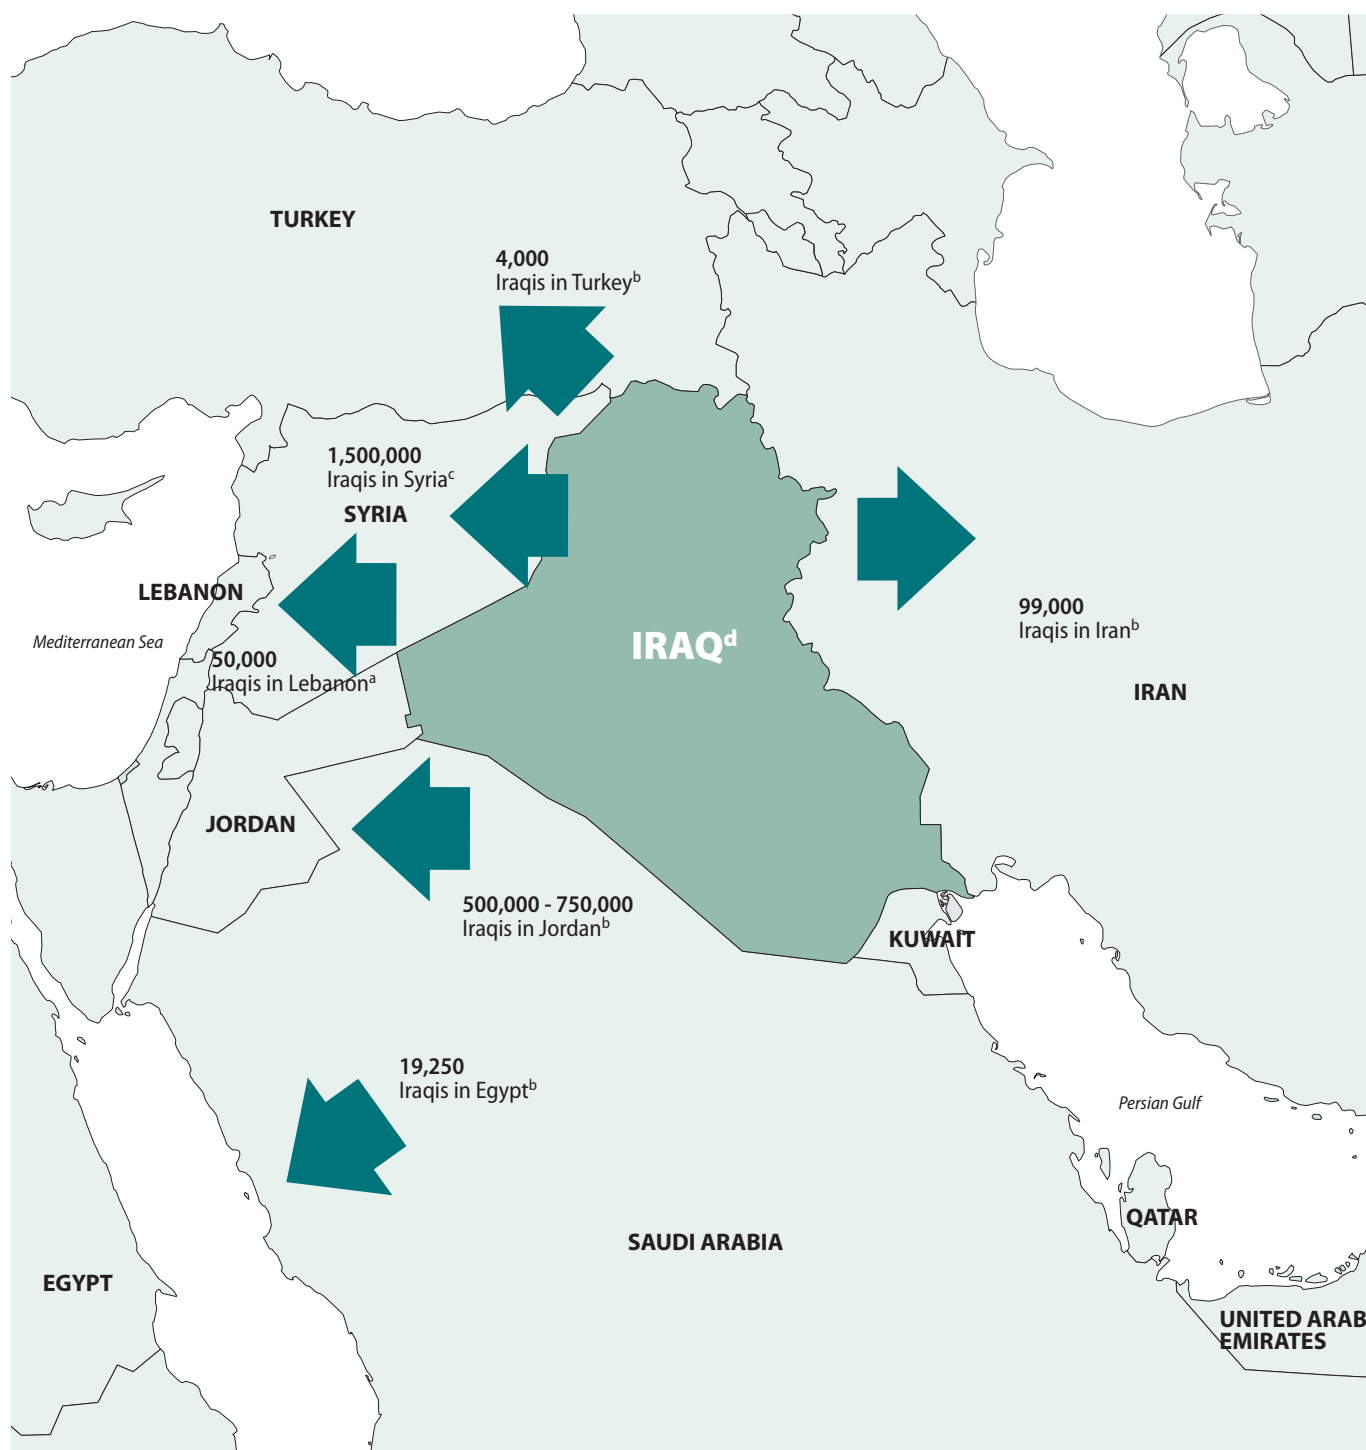 TURKEY
4,000
Iraqis in Turkeyᵇ
1,500,000
Iraqis in Syriaᶜ
SYRIA
LEBANON
Mediterranean Sea
50,000
Iraqis in Lebanonᵃ
IRAQᵈ
99,000
Iraqis in Iranᵇ
IRAN
JORDAN
500,000 - 750,000
Iraqis in Jordanᵇ
KUWAIT
19,250
Iraqis in Egyptᵇ
Persian Gulf
QATAR
SAUDI ARABIA
EGYPT
UNITED ARAB
EMIRATES